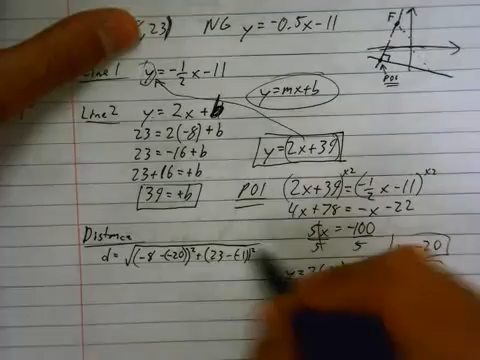 ,23) NG y=-0.5x-11
F
Line 1 y=-1/2x-11
POI
y=mx+b
Line 2 y=2x+b
23=2(-8)+b
y=2x+39
23=-16+b
23+16=+b
39=+b
POI (2x+39)^x2=(-1/2x-11)^x2
4x+78=-x-22
5x/5=-100/5
-20
Distance
d=√(-8-(-20))²+(23-(-1))²